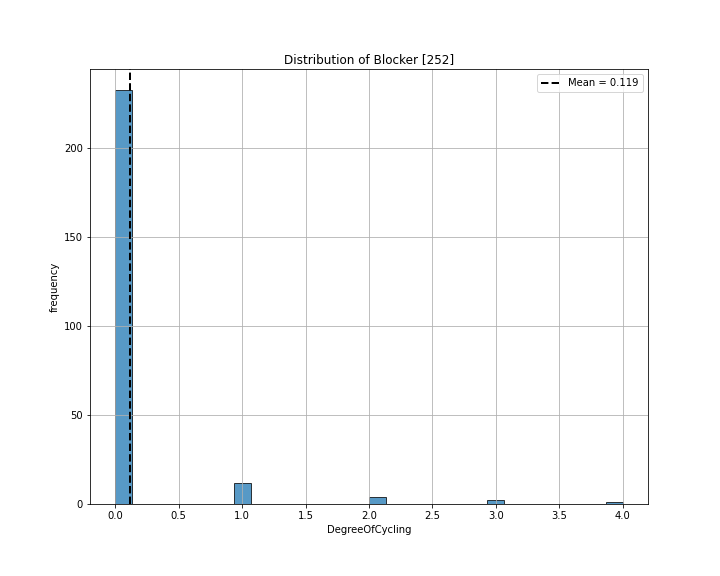 Distribution of Blocker [252]
Mean = 0.119
200
150
100
50
0
frequency
0.0 0.5 1.0 1.5 2.0 2.5 3.0 3.5 4.0
DegreeOfCycling